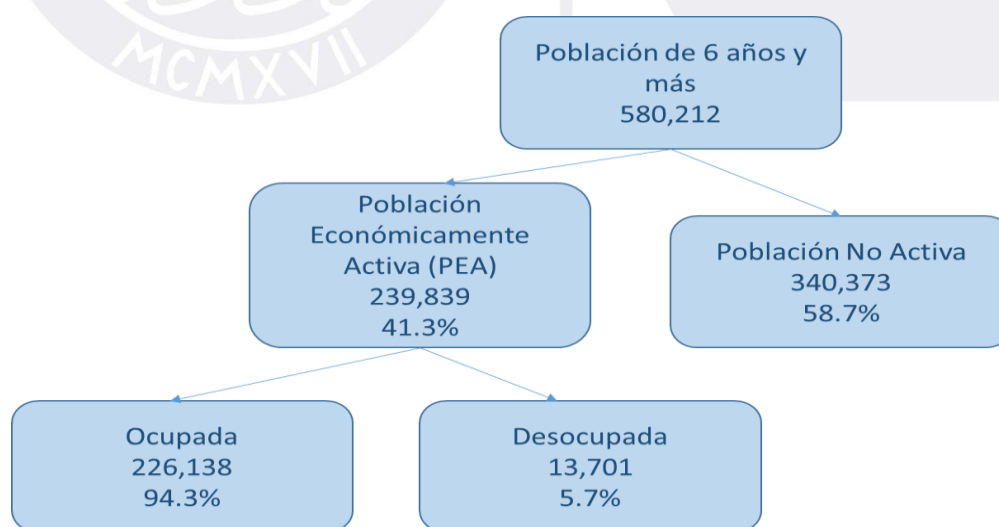 MCMXVII
Población de 6 años y
más
580,212
Población
Económicamente
Activa (PEA)
239,839
41.3%
Población No Activa
340,373
58.7%
Ocupada
226,138
94.3%
Desocupada
13,701
5.7%